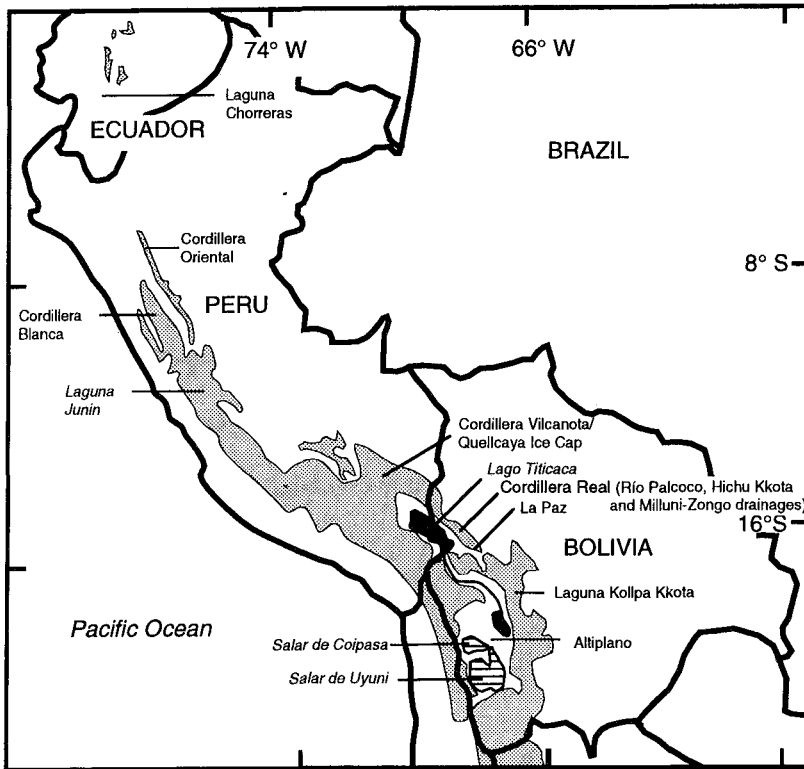 74° W
66° W
Laguna
Chorreras
ECUADOR
BRAZIL
Cordillera
Oriental
8° S
PERU
Cordillera
Blanca
Laguna
Junin
Cordillera Vilcanota/
Quellcaya Ice Cap
Lago Titicaca
Cordillera Real (Río Palcoco, Hichu Kkota
and Milluni-Zongo drainages)
La Paz
16°S
BOLIVIA
Laguna Kollpa Kkota
Pacific Ocean
Salar de Coipasa
Altiplano
Salar de Uyuni